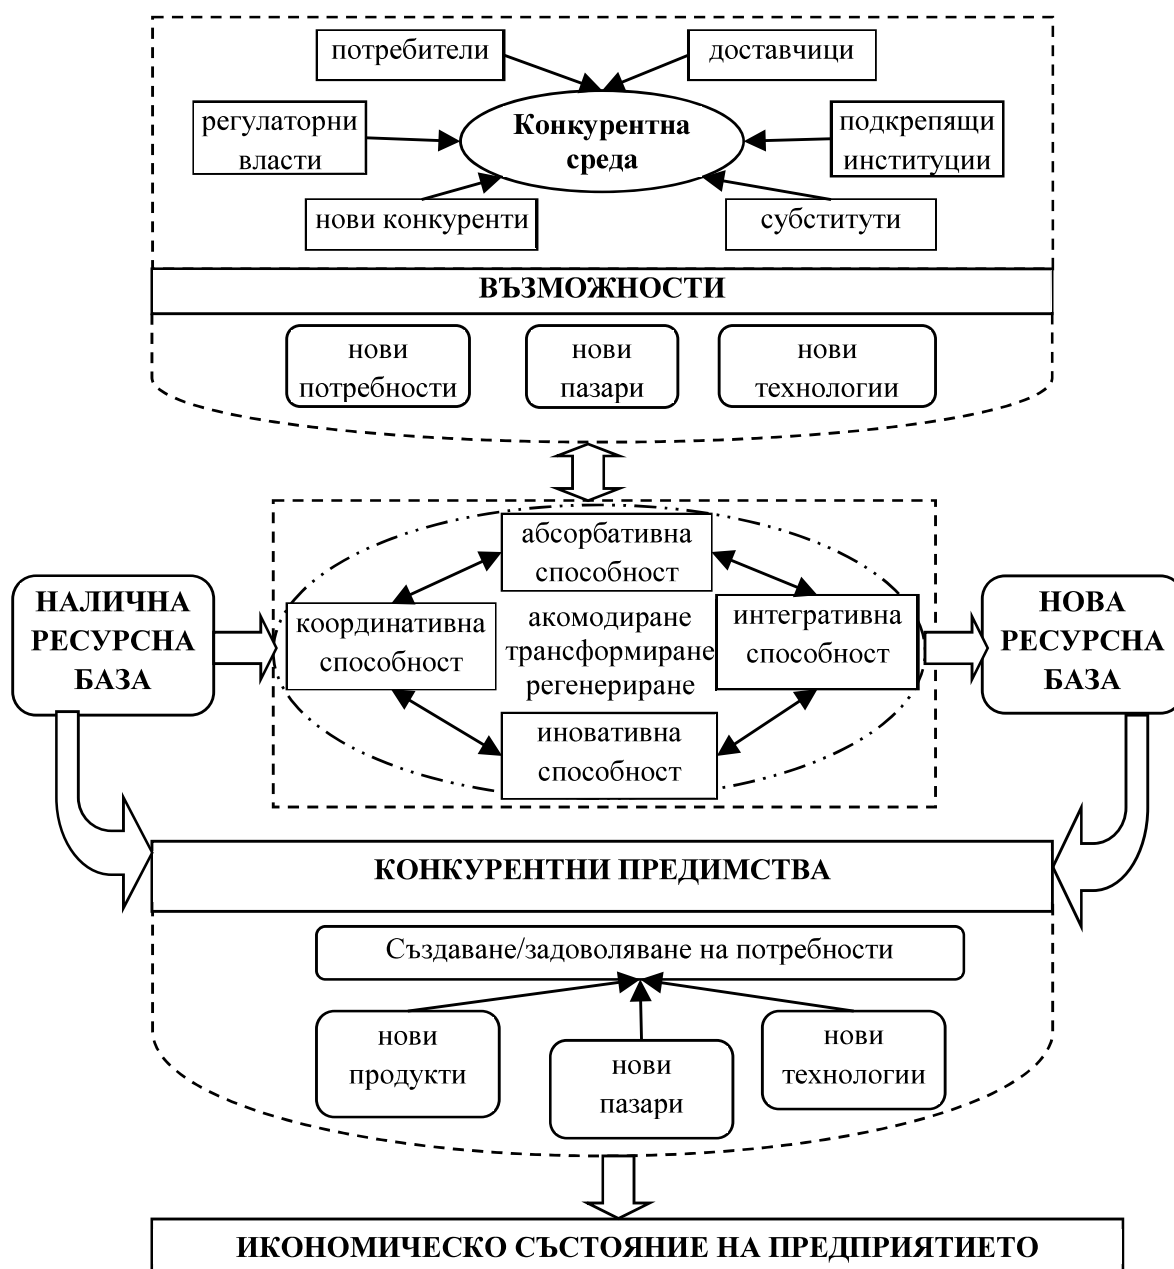 потребители
доставчици
регулаторни
власти
Конкурентна
среда
подкрепящи
институции
нови конкуренти
субститути
ВЪЗМОЖНОСТИ
нови
потребности
нови
пазари
нови
технологии
абсорбативна
способност
НАЛИЧНА
РЕСУРСНА
БАЗА
координативна
способност
акомодиране
трансформиране
регенериране
интегративна
способност
НОВА
РЕСУРСНА
БАЗА
иновативна
способност
КОНКУРЕНТНИ ПРЕДИМСТВА
Създаване/задоволяване на потребности
нови
продукти
нови
пазари
нови
технологии
ИКОНОМИЧЕСКО СЪСТОЯНИЕ НА ПРЕДПРИЯТИЕТО